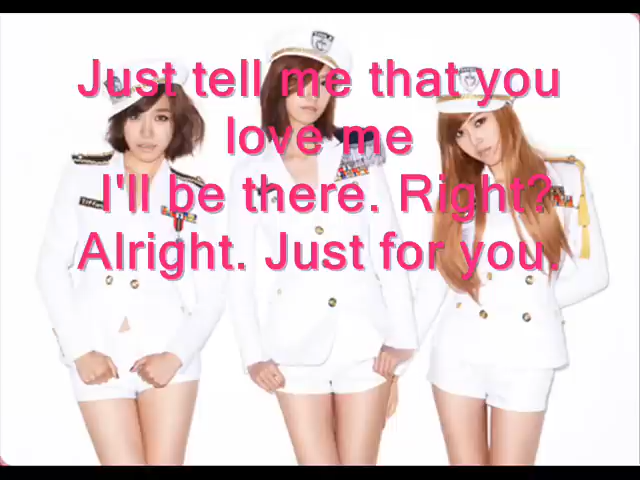 Just tell me that you
love me
I'll be there. Right?
Alright. Just for you.